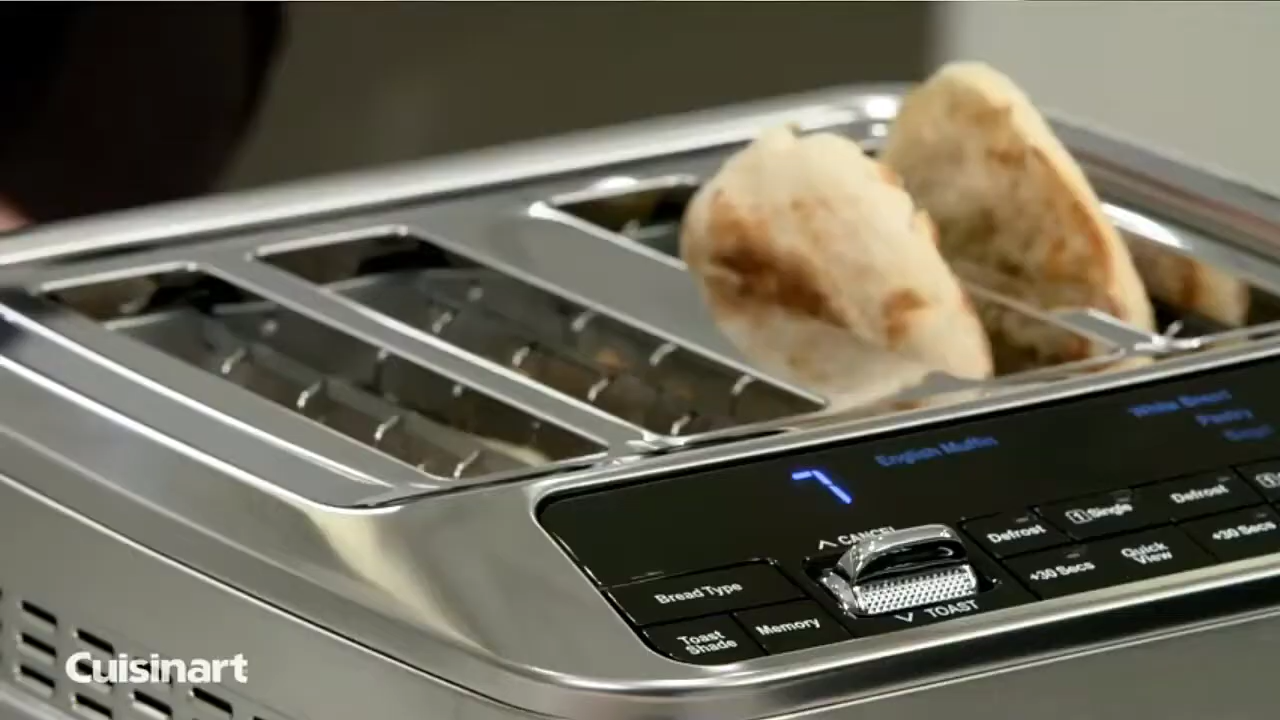 White Bread
Pastry
Bagel
English Muffin
7
CANCEL
Defrost
1 Single
Defrost
+30 Secs
Quick
View
+30 Secs
Bread Type
Toast
Shade
Memory
TOAST
Cuisinart